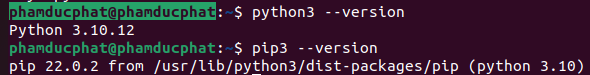 phamducphat@phamducphat:~$ python3 --version
Python 3.10.12
phamducphat@phamducphat:~$ pip3 --version
pip 22.0.2 from /usr/lib/python3/dist-packages/pip (python 3.10)